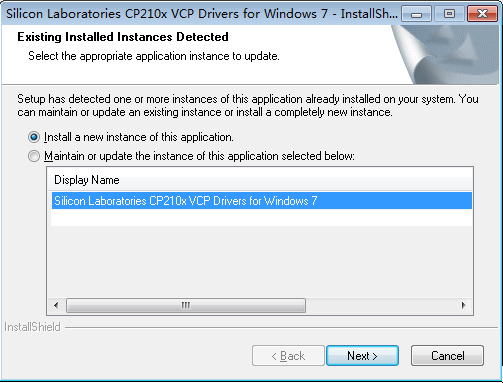 Silicon Laboratories CP210x VCP Drivers for Windows 7 - InstallSh...
Existing Installed Instances Detected
Select the appropriate application instance to update.
Setup has detected one or more instances of this application already installed on your system. You
can maintain or update an existing instance or install a completely new instance.
Install a new instance of this application.
Maintain or update the instance of this application selected below:
Display Name
Silicon Laboratories CP210x VCP Drivers for Windows 7
InstallShield
< Back
Next >
Cancel